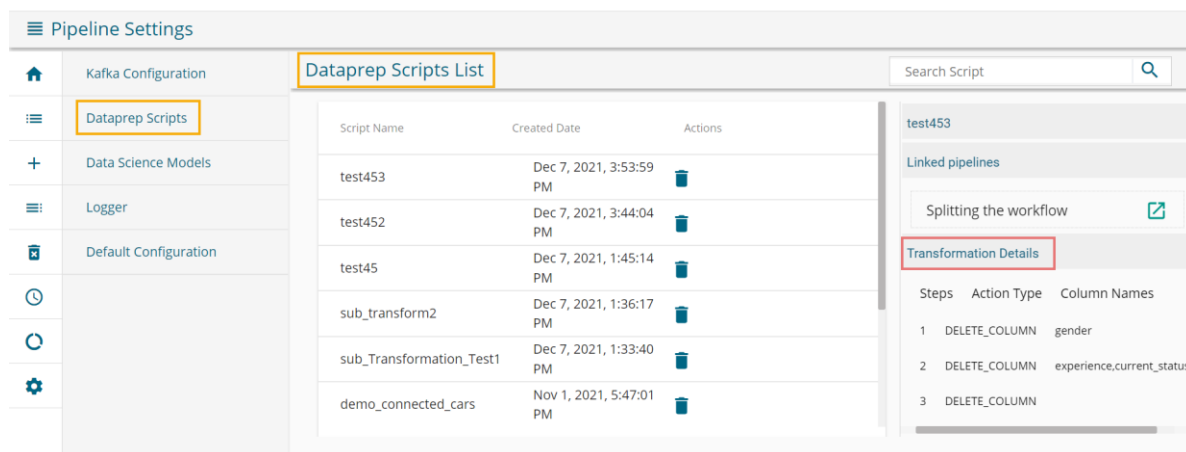 Pipeline Settings
Kafka Configuration
Dataprep Scripts
Data Science Models
Logger
Default Configuration
Dataprep Scripts List
Search Script
Script Name Created Date Actions
test453 Dec 7, 2021, 3:53:59
PM
test452 Dec 7, 2021, 3:44:04
PM
test45 Dec 7, 2021, 1:45:14
PM
sub_transform2 Dec 7, 2021, 1:36:17
PM
sub_Transformation_Test1 Dec 7, 2021, 1:33:40
PM
demo_connected_cars Nov 1, 2021, 5:47:01
PM
test453
Linked pipelines
Splitting the workflow
Transformation Details
Steps Action Type Column Names
1 DELETE_COLUMN gender
2 DELETE_COLUMN experience,current_status
3 DELETE_COLUMN